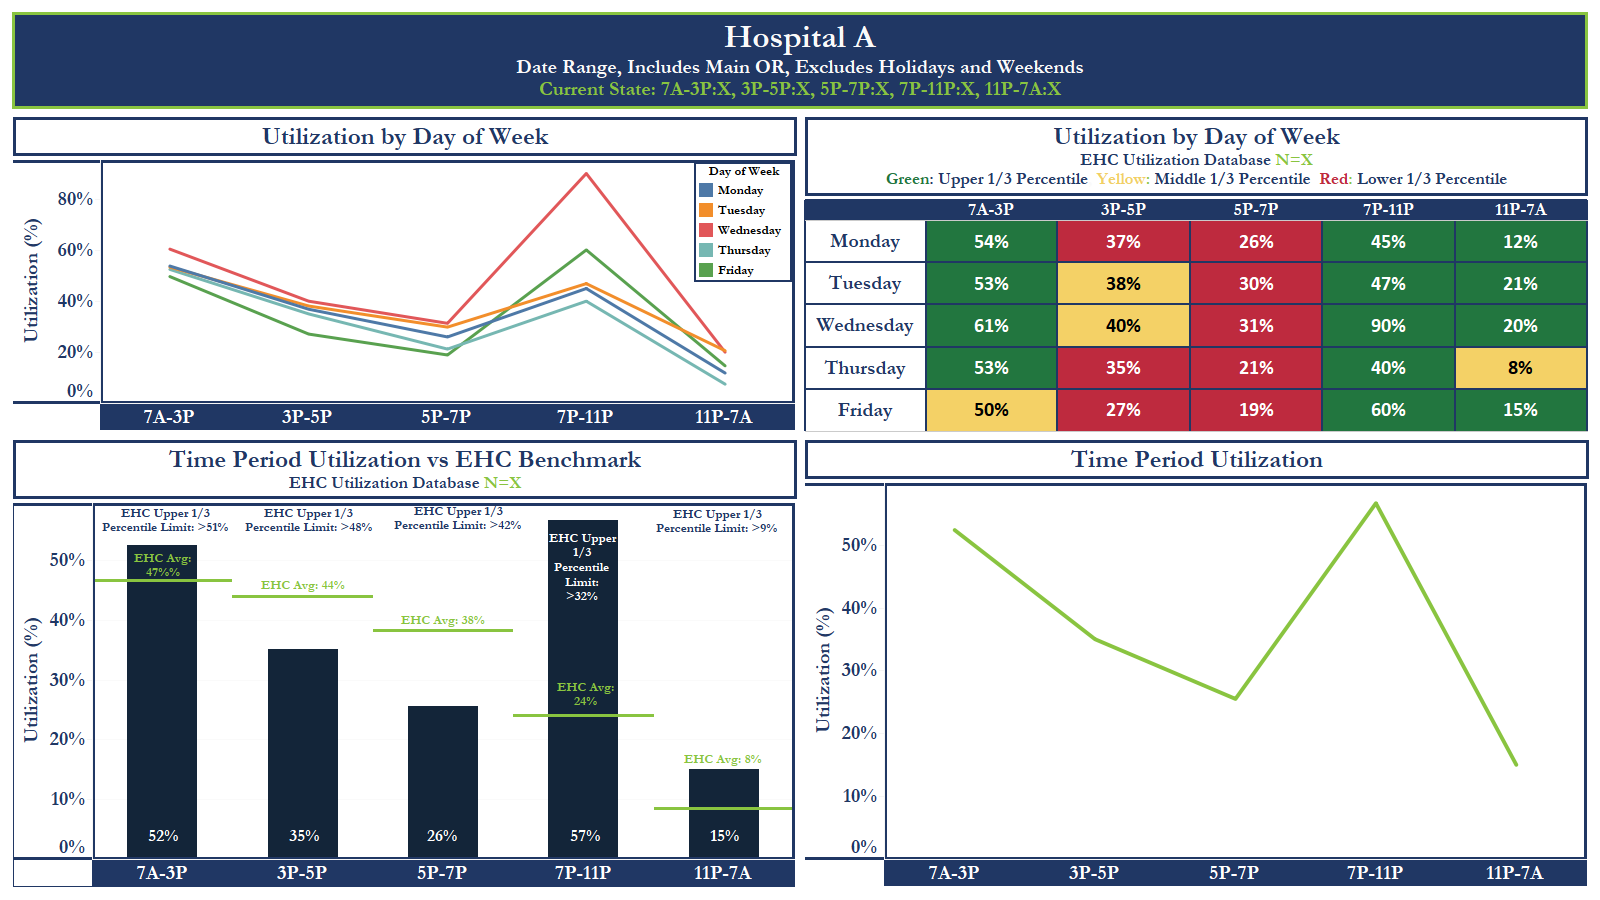 Hospital A
Date Range, Includes Main OR, Excludes Holidays and Weekends
Current State: 7A-3P:X, 3P-5P:X, 5P-7P:X, 7P-11P:X, 11P-7A:X
Utilization by Day of Week
Utilization (%)
80%
60%
40%
20%
0%
Day of Week
Monday
Tuesday
Wednesday
Thursday
Friday
7A-3P 3P-5P 5P-7P 7P-11P 11P-7A
Utilization by Day of Week
EHC Utilization Database N=X
Green: Upper 1/3 Percentile Yellow: Middle 1/3 Percentile Red: Lower 1/3 Percentile
7A-3P 3P-5P 5P-7P 7P-11P 11P-7A
Monday 54% 37% 26% 45% 12%
Tuesday 53% 38% 30% 47% 21%
Wednesday 61% 40% 31% 90% 20%
Thursday 53% 35% 21% 40% 8%
Friday 50% 27% 19% 60% 15%
Time Period Utilization vs EHC Benchmark
EHC Utilization Database N=X
Utilization (%)
50%
40%
30%
20%
10%
0%
EHC Upper 1/3
Percentile Limit: >51%
EHC Avg:
47%%
52%
EHC Upper 1/3
Percentile Limit: >48%
EHC Avg: 44%
35%
EHC Upper 1/3
Percentile Limit: >42%
EHC Avg: 38%
26%
EHC Upper
1/3
Percentile
Limit:
>32%
EHC Avg:
24%
57%
EHC Upper 1/3
Percentile Limit: >9%
EHC Avg: 8%
15%
7A-3P 3P-5P 5P-7P 7P-11P 11P-7A
Time Period Utilization
Utilization (%)
50%
40%
30%
20%
10%
0%
7A-3P 3P-5P 5P-7P 7P-11P 11P-7A